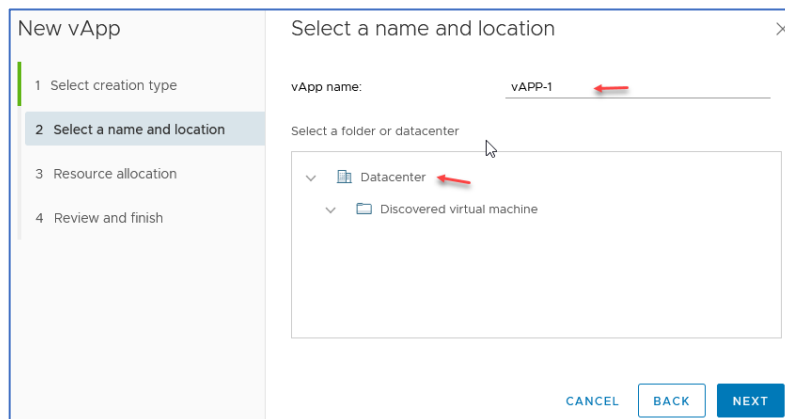 New vApp
1 Select creation type
2 Select a name and location
3 Resource allocation
4 Review and finish
Select a name and location
vApp name: vAPP-1
Select a folder or datacenter
Datacenter
Discovered virtual machine
CANCEL BACK NEXT